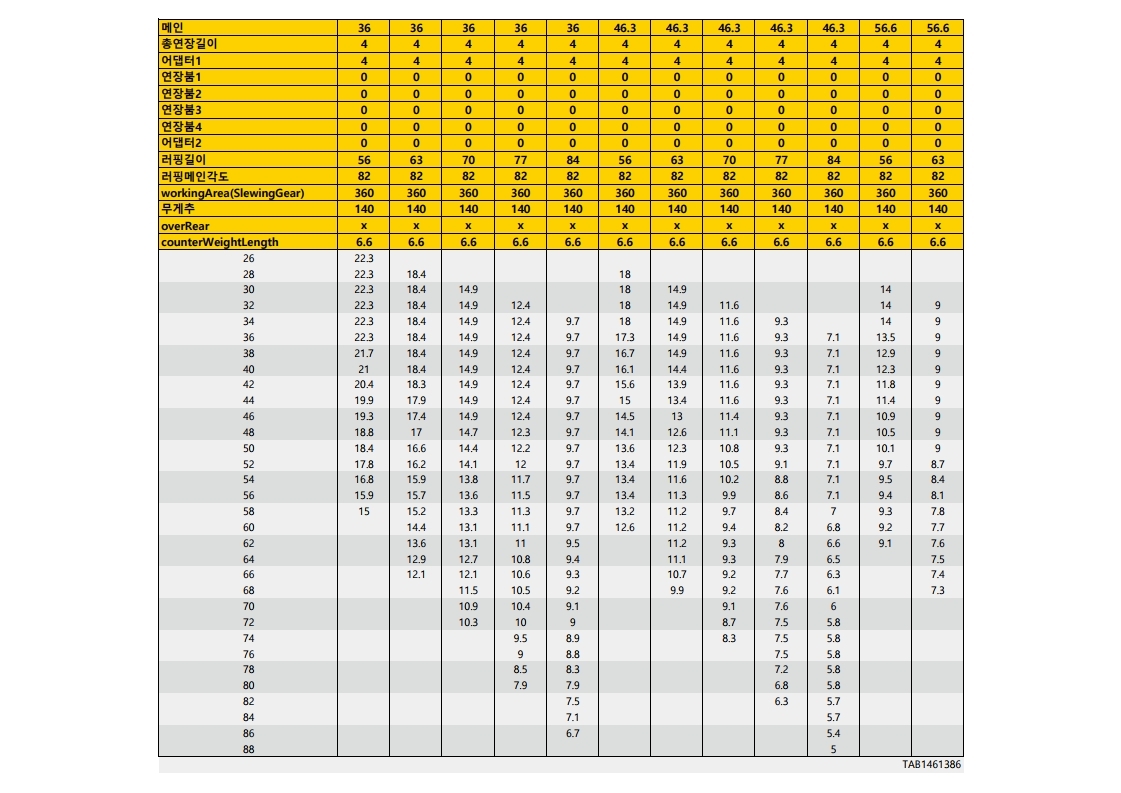 메인 36 36 36 36 36 46.3 46.3 46.3 46.3 46.3 56.6 56.6
총연장길이 4 4 4 4 4 4 4 4 4 4 4 4
어댑터1 4 4 4 4 4 4 4 4 4 4 4 4
연장붐1 0 0 0 0 0 0 0 0 0 0 0 0
연장붐2 0 0 0 0 0 0 0 0 0 0 0 0
연장붐3 0 0 0 0 0 0 0 0 0 0 0 0
연장붐4 0 0 0 0 0 0 0 0 0 0 0 0
어댑터2 0 0 0 0 0 0 0 0 0 0 0 0
러핑길이 56 63 70 77 84 56 63 70 77 84 56 63
러핑메인각도 82 82 82 82 82 82 82 82 82 82 82 82
workingArea(SlewingGear) 360 360 360 360 360 360 360 360 360 360 360 360
무게추 140 140 140 140 140 140 140 140 140 140 140 140
overRear x x x x x x x x x x x x
counterWeightLength 6.6 6.6 6.6 6.6 6.6 6.6 6.6 6.6 6.6 6.6 6.6 6.6
26 22.3
28 22.3 18.4 18
30 22.3 18.4 14.9 18 14.9 14
32 22.3 18.4 14.9 12.4 18 14.9 11.6 14 9
34 22.3 18.4 14.9 12.4 9.7 18 14.9 11.6 9.3 14 9
36 22.3 18.4 14.9 12.4 9.7 17.3 14.9 11.6 9.3 7.1 13.5 9
38 21.7 18.4 14.9 12.4 9.7 16.7 14.9 11.6 9.3 7.1 12.9 9
40 21 18.4 14.9 12.4 9.7 16.1 14.4 11.6 9.3 7.1 12.3 9
42 20.4 18.3 14.9 12.4 9.7 15.6 13.9 11.6 9.3 7.1 11.8 9
44 19.9 17.9 14.9 12.4 9.7 15 13.4 11.6 9.3 7.1 11.4 9
46 19.3 17.4 14.9 12.4 9.7 14.5 13 11.4 9.3 7.1 10.9 9
48 18.8 17 14.7 12.3 9.7 14.1 12.6 11.1 9.3 7.1 10.5 9
50 18.4 16.6 14.4 12.2 9.7 13.6 12.3 10.8 9.3 7.1 10.1 9
52 17.8 16.2 14.1 12 9.7 13.4 11.9 10.5 9.1 7.1 9.7 8.7
54 16.8 15.9 13.8 11.7 9.7 13.4 11.6 10.2 8.8 7.1 9.5 8.4
56 15.9 15.7 13.6 11.5 9.7 13.4 11.3 9.9 8.6 7.1 9.4 8.1
58 15 15.2 13.3 11.3 9.7 13.2 11.2 9.7 8.4 7 9.3 7.8
60 14.4 13.1 11.1 9.7 12.6 11.2 9.4 8.2 6.8 9.2 7.7
62 13.6 13.1 11 9.5 11.2 9.3 8 6.6 9.1 7.6
64 12.9 12.7 10.8 9.4 11.1 9.3 7.9 6.5 7.5
66 12.1 12.1 10.6 9.3 10.7 9.2 7.7 6.3 7.4
68 11.5 10.5 9.2 9.9 9.2 7.6 6.1 7.3
70 10.9 10.4 9.1 9.1 7.6 6
72 10.3 10 9 8.7 7.5 5.8
74 9.5 8.9 8.3 7.5 5.8
76 9 8.8 7.5 5.8
78 8.5 8.3 7.2 5.8
80 7.9 7.9 6.8 5.8
82 7.5 6.3 5.7
84 7.1 5.7
86 6.7 5.4
88 5
TAB1461386